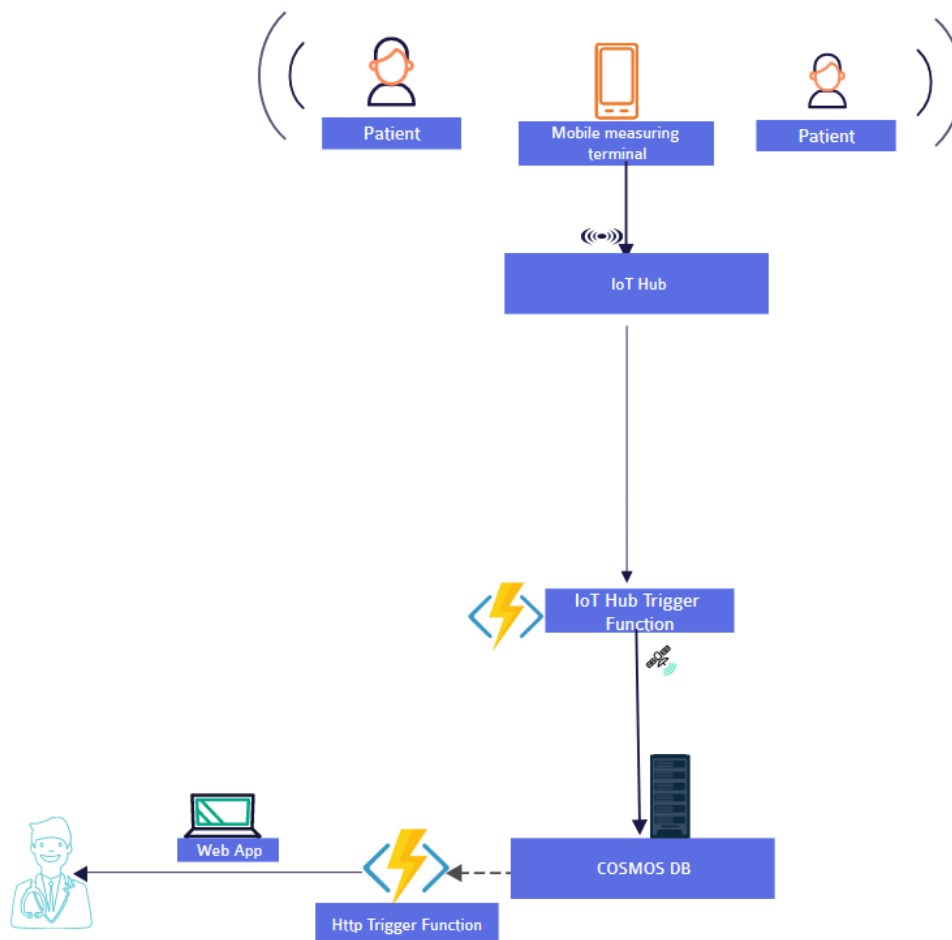 Patient
Mobile measuring
terminal
Patient
IoT Hub
IoT Hub Trigger
Function
Web App
COSMOS DB
Http Trigger Function